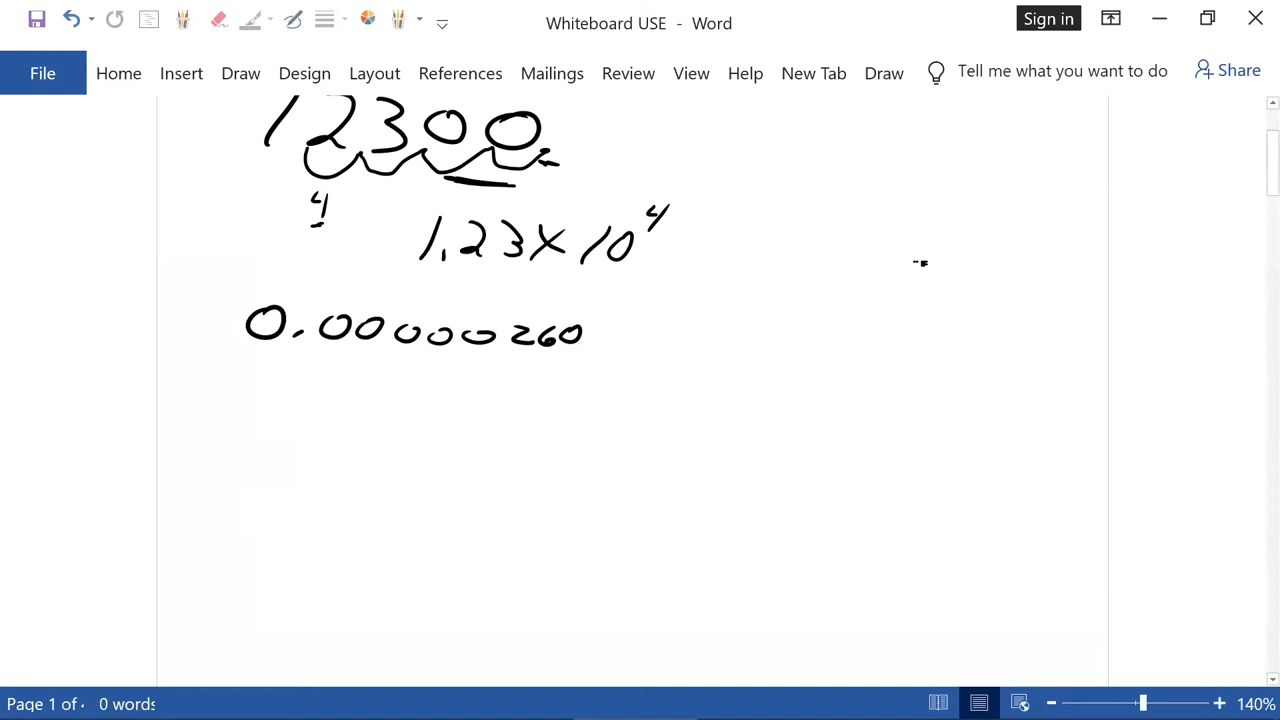 Whiteboard USE - Word
Sign in
File Home Insert Draw Design Layout References Mailings Review View Help New Tab Draw Tell me what you want to do Share
12300
4
1.23 X 10⁴
0.00000260
Page 1 of 0 words
140%